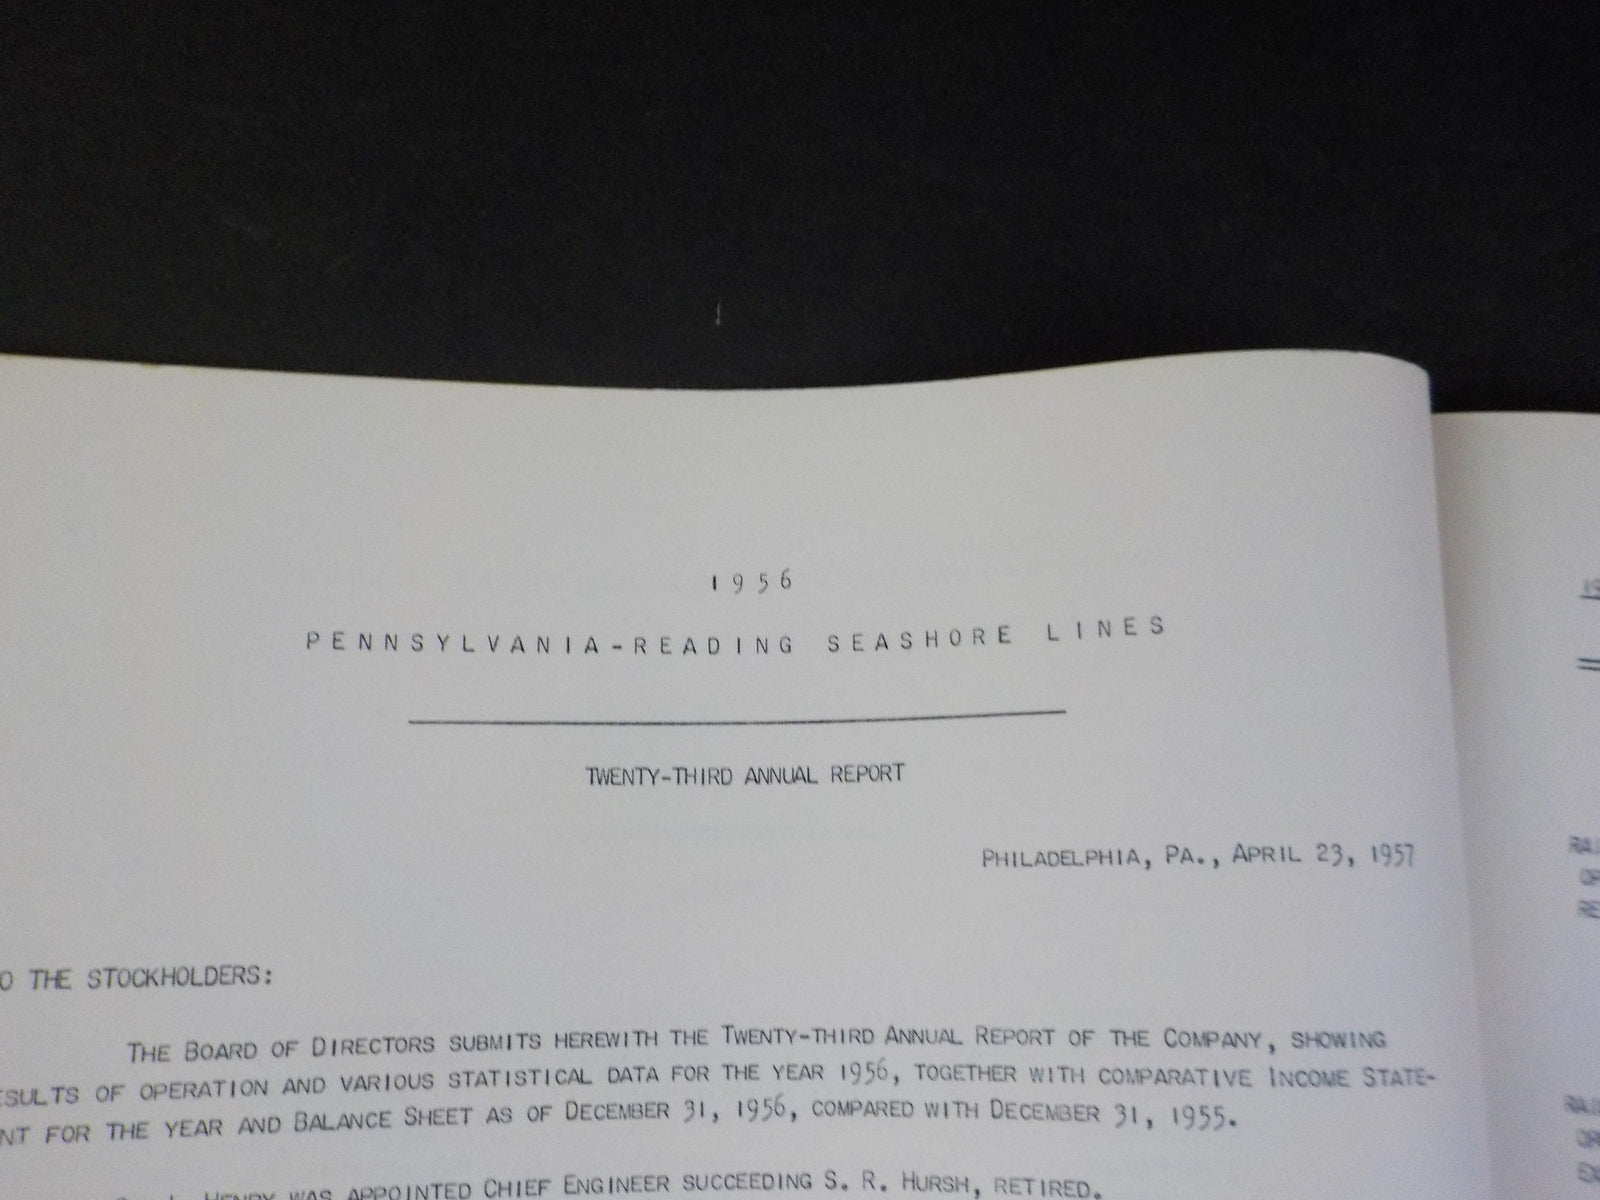 1956
PENNSYLVANIA-READING SEASHORE LINES
TWENTY-THIRD ANNUAL REPORT
PHILADELPHIA, PA., APRIL 23, 1957
O THE STOCKHOLDERS:
THE BOARD OF DIRECTORS SUBMITS HEREWITH THE TWENTY-THIRD ANNUAL REPORT OF THE COMPANY, SHOWING
ESULTS OF OPERATION AND VARIOUS STATISTICAL DATA FOR THE YEAR 1956, TOGETHER WITH COMPARATIVE INCOME STATE-
NT FOR THE YEAR AND BALANCE SHEET AS OF DECEMBER 31, 1956, COMPARED WITH DECEMBER 31, 1955.
HENRY WAS APPOINTED CHIEF ENGINEER SUCCEEDING S. R. HURSH, RETIRED.